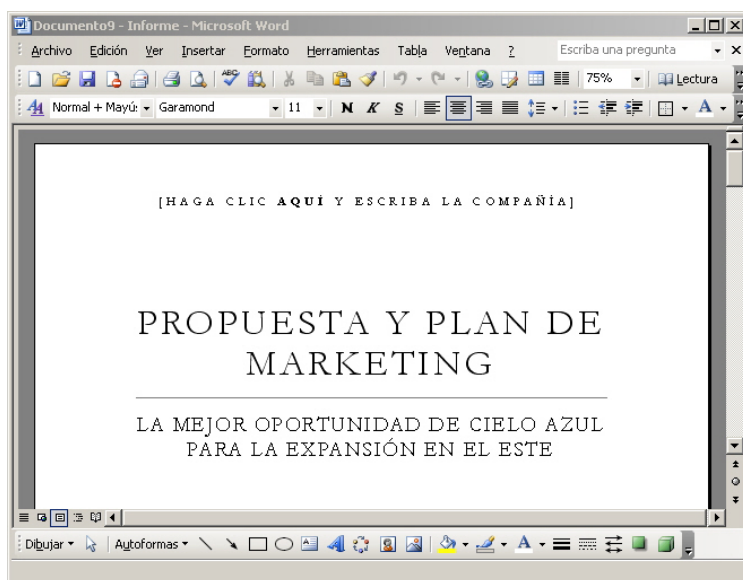 Documento9 - Informe - Microsoft Word
Archivo Edición Ver Insertar Formato Herramientas Tabla Ventana ? Escriba una pregunta
75% Lectura
Normal + Mayú: Garamond 11 N K S
[HAGA CLIC AQUÍ Y ESCRIBA LA COMPAÑÍA]
PROPUESTA Y PLAN DE
MARKETING
LA MEJOR OPORTUNIDAD DE CIELO AZUL
PARA LA EXPANSIÓN EN EL ESTE
Dibujar Autoformas